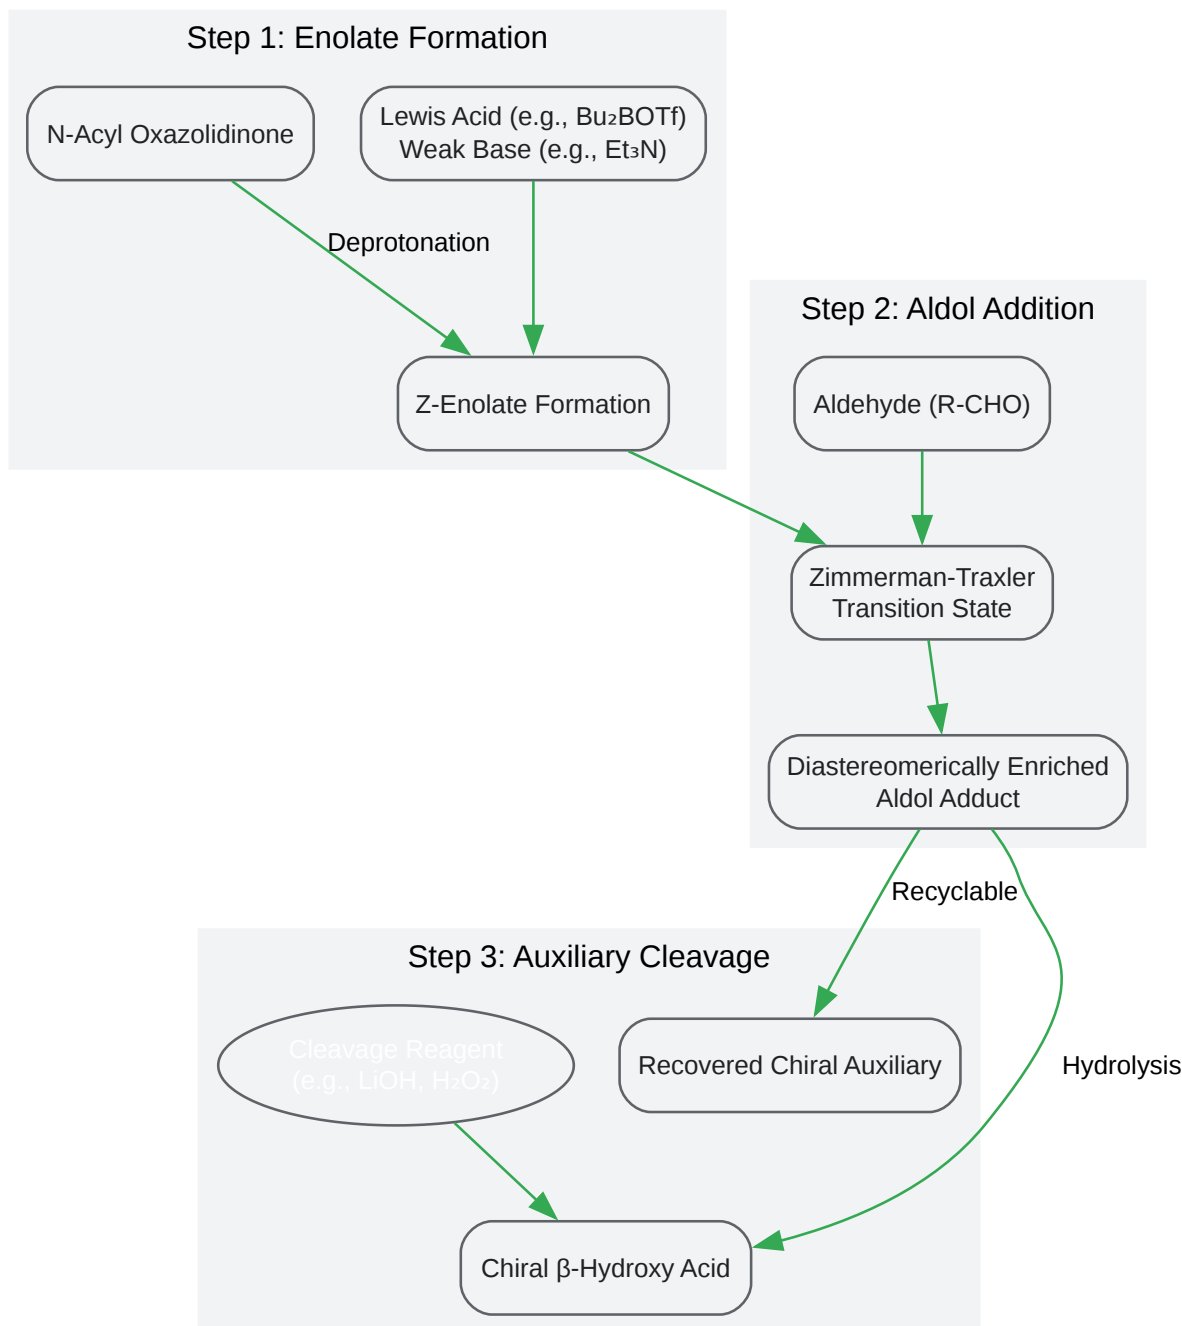 Step 1: Enolate Formation
N-Acyl Oxazolidinone
Lewis Acid (e.g., Bu₂BOTf)
Weak Base (e.g., Et₃N)
Deprotonation
Z-Enolate Formation
Step 2: Aldol Addition
Aldehyde (R-CHO)
Zimmerman-Traxler
Transition State
Diastereomerically Enriched
Aldol Adduct
Recyclable
Hydrolysis
Step 3: Auxiliary Cleavage
Cleavage Reagent
(e.g., LiOH, H₂O₂)
Recovered Chiral Auxiliary
Chiral β-Hydroxy Acid